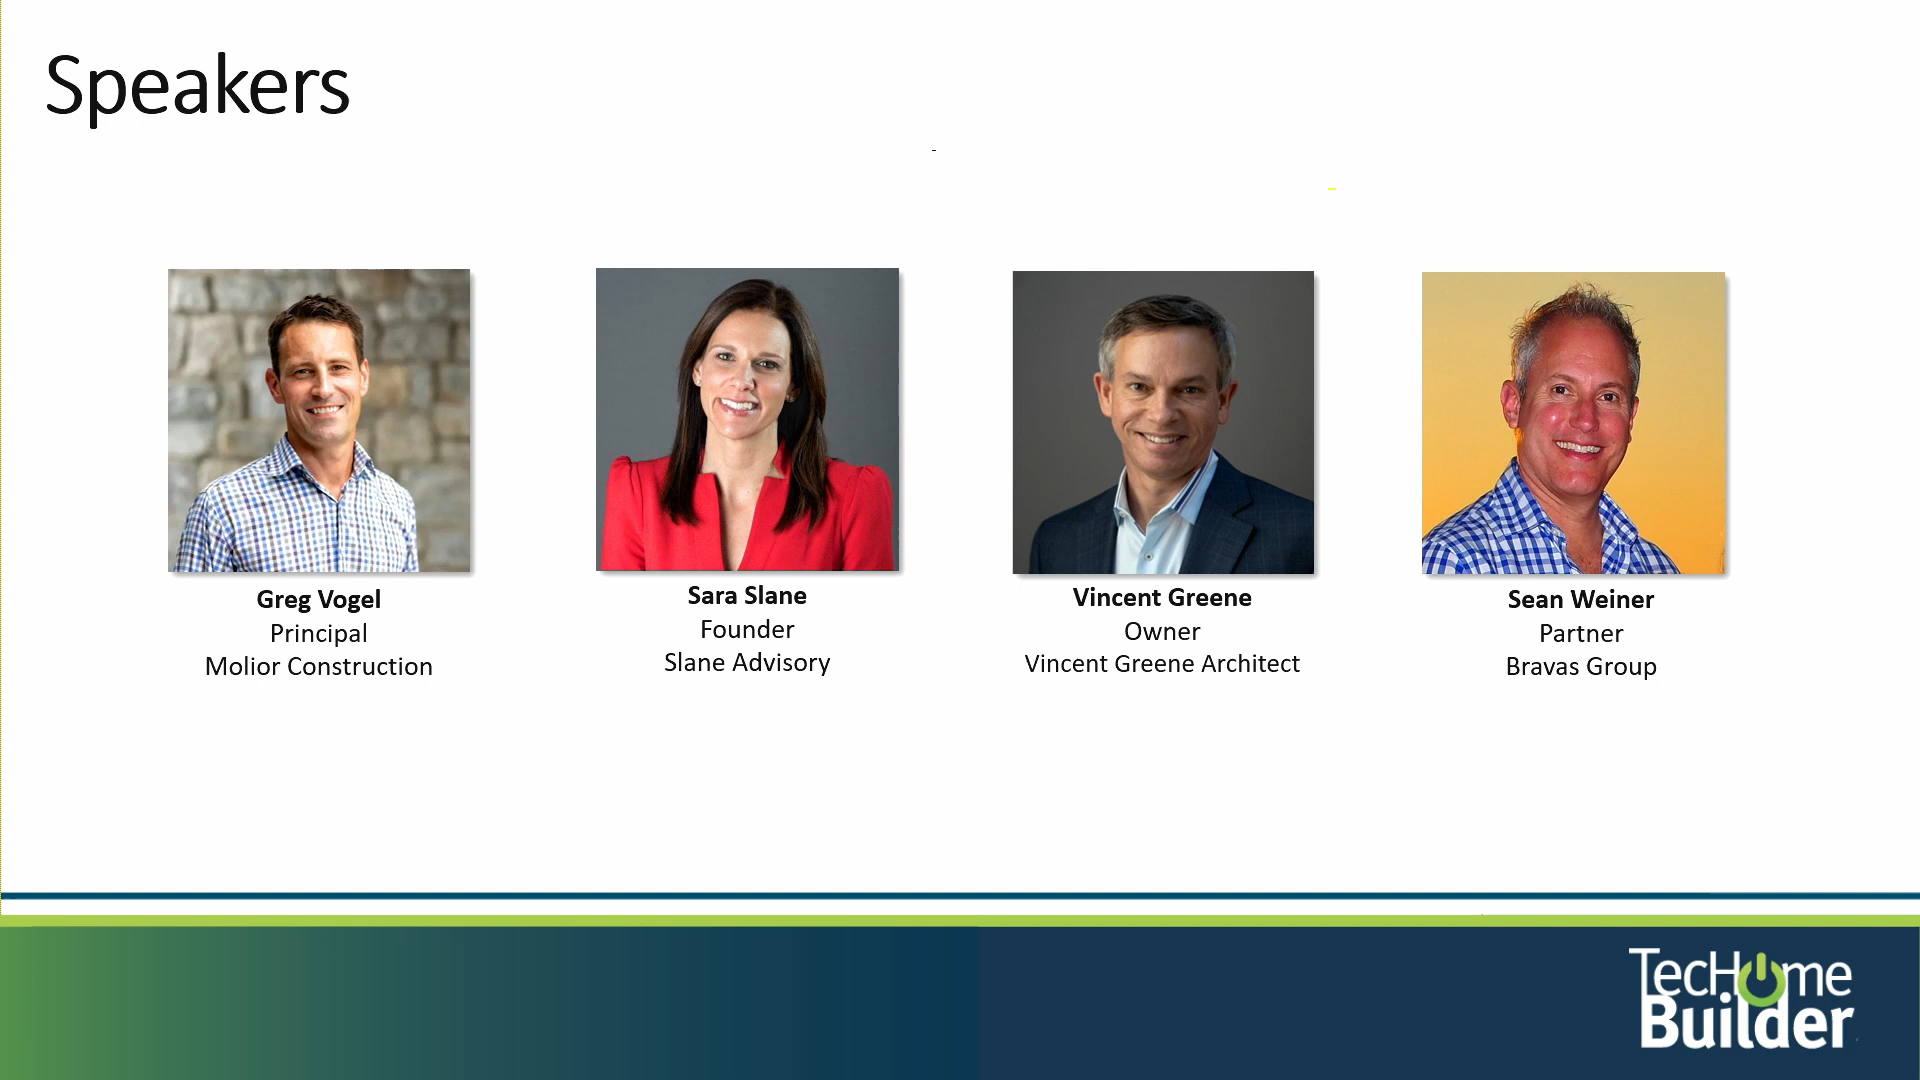 Speakers
Greg Vogel
Principal
Molior Construction
Sara Slane
Founder
Slane Advisory
Vincent Greene
Owner
Vincent Greene Architect
Sean Weiner
Partner
Bravas Group
TecHome
Builder